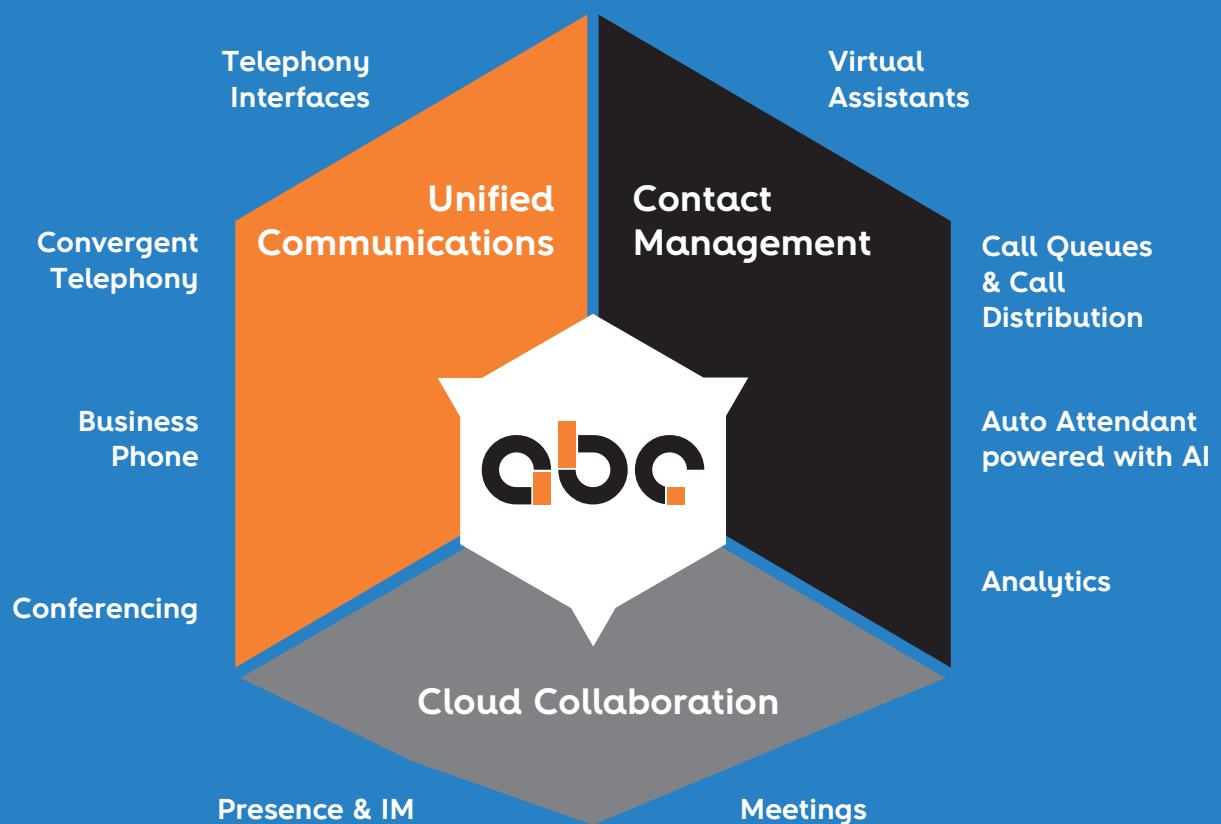 Telephony
Interfaces
Virtual
Assistants
Unified
Communications
Contact
Management
Convergent
Telephony
Call Queues
& Call
Distribution
Business
Phone
abe
Auto Attendant
powered with AI
Conferencing
Analytics
Cloud Collaboration
Presence & IM
Meetings